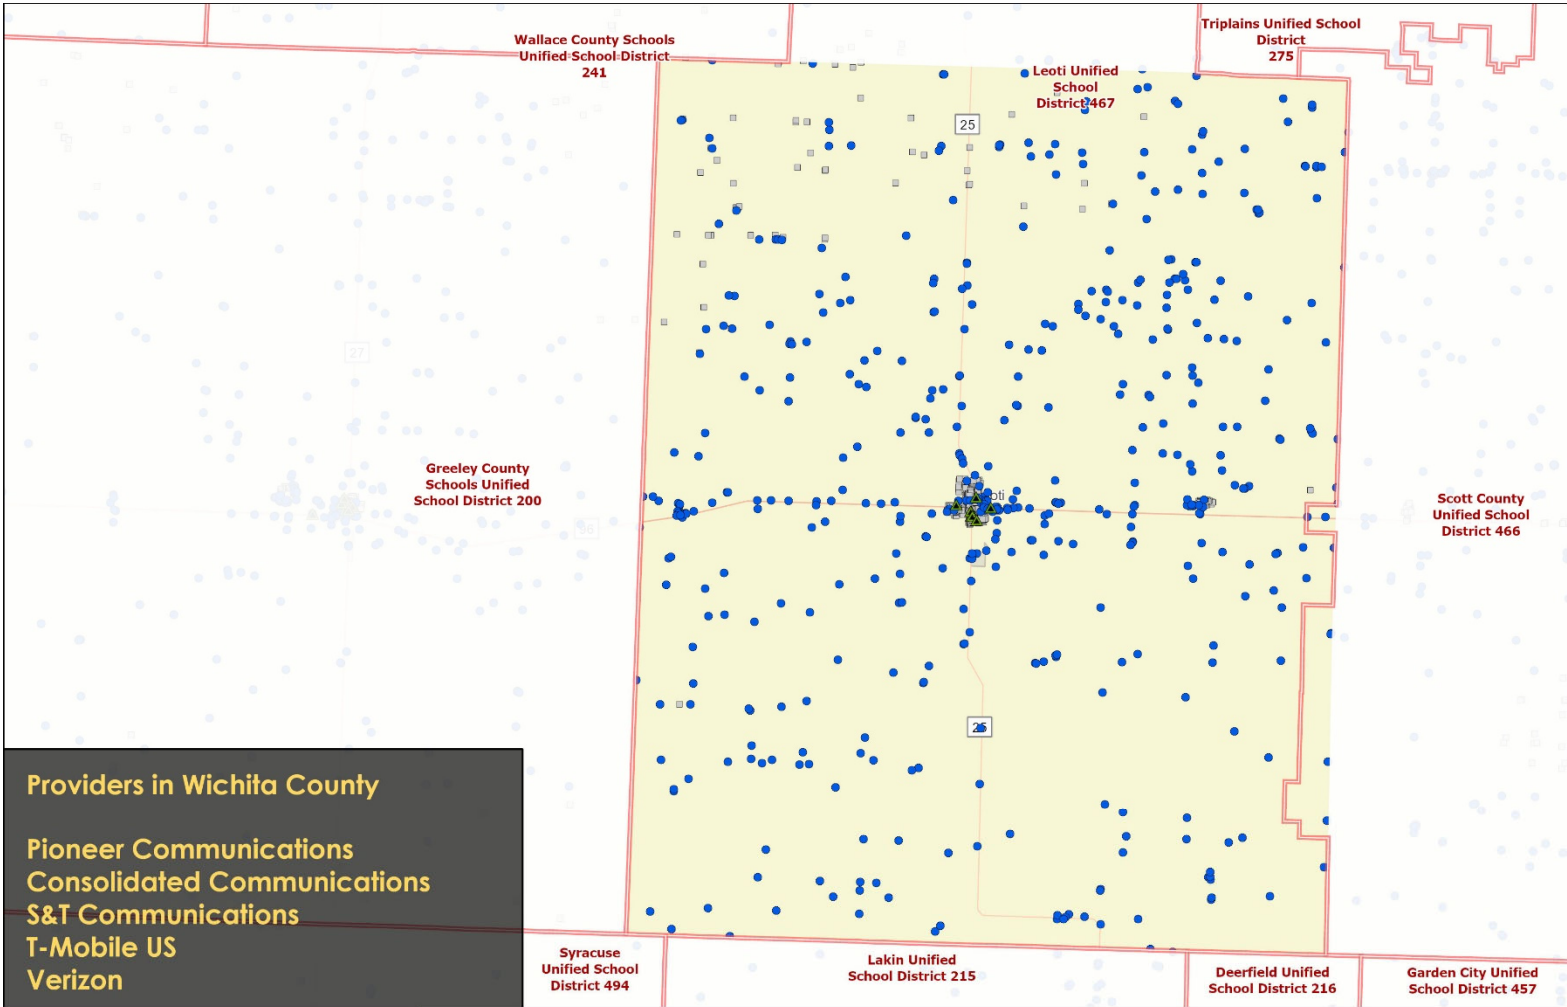 Wallace County Schools
Unified School District
241
Triplains Unified School
District
275
Leoti Unified
School
District 467
25
27
Greeley County
Schools Unified
School District 200
96
Scott County
Unified School
District 466
25
Providers in Wichita County
Pioneer Communications
Consolidated Communications
S&T Communications
T-Mobile US
Verizon
Syracuse
Unified School
District 494
Lakin Unified
School District 215
Deerfield Unified
School District 216
Garden City Unified
School District 457